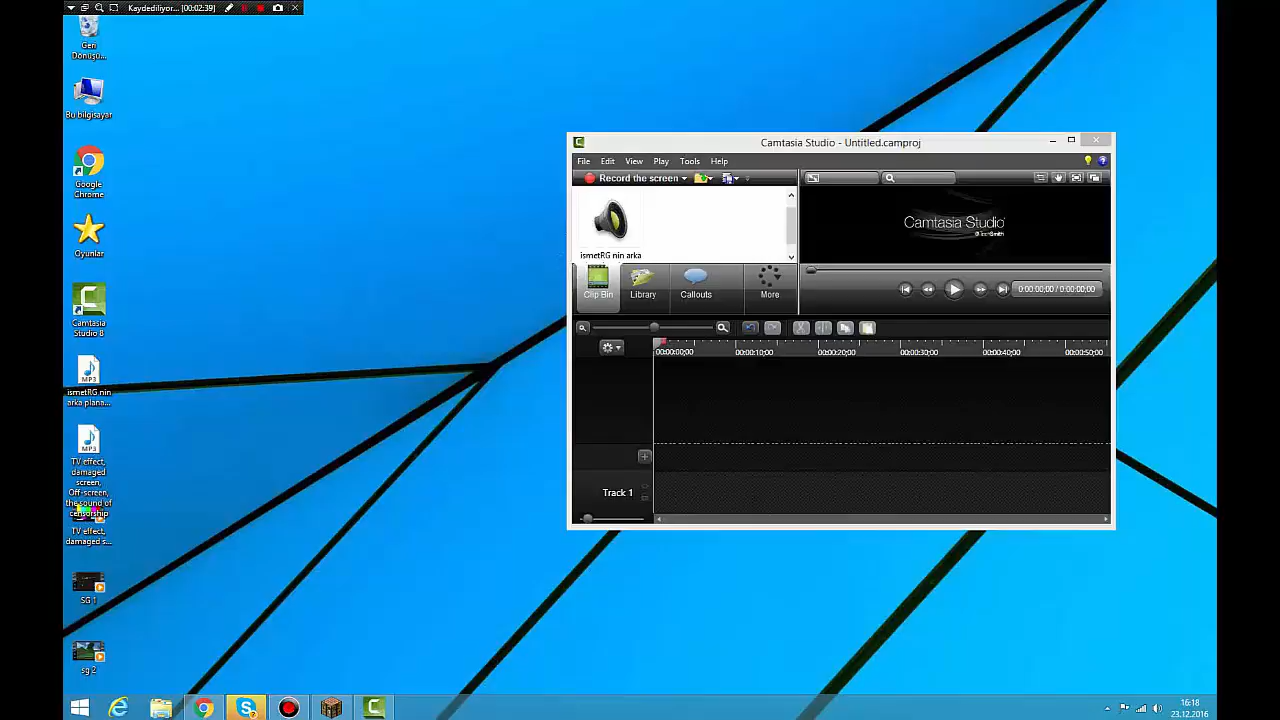 Kaydediliyor... [00:02:39]
Geri
Dönüşü...
Bu bilgisayar
Google
Chrome
Oyunlar
Camtasia
Studio 8
MP3
ismetRG nin
arka plana...
MP3
TV effect,
damaged
screen,
Off-screen,
the sound of
censorship
TV effect,
damaged s...
SG 1
sg 2
Camtasia Studio - Untitled.camproj
File Edit View Play Tools Help
Record the screen
ismetRG nin arka
Camtasia Studio
Clip Bin Library Callouts More
0:00:00;00 / 0:00:00;00
00:00:00;00 00:00:10;00 00:00:20;00 00:00:30;00 00:00:40;00 00:00:50;00
Track 1
16:18
23.12.2016